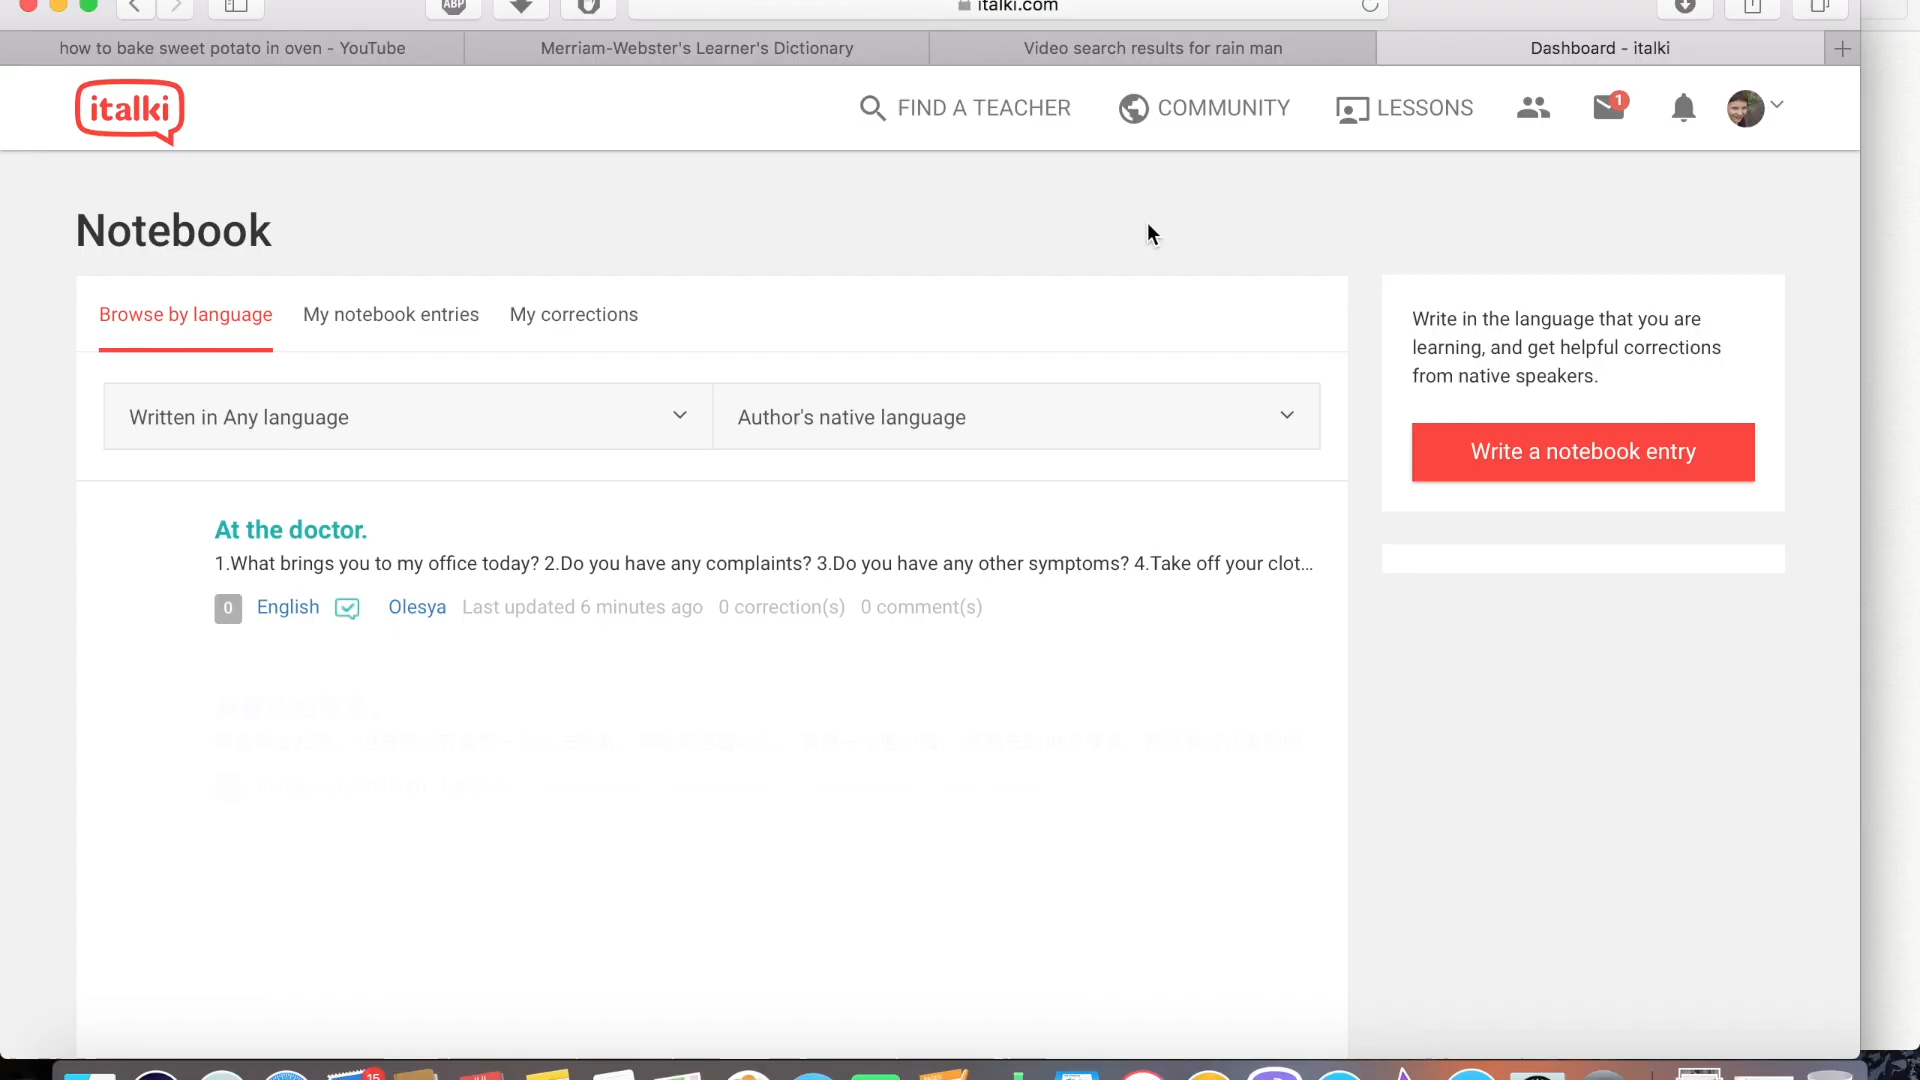 italki.com
how to bake sweet potato in oven - YouTube
Merriam-Webster's Learner's Dictionary
Video search results for rain man
Dashboard - italki
italki
FIND A TEACHER
COMMUNITY
LESSONS
1
Notebook
Browse by language
My notebook entries
My corrections
Written in Any language
Author's native language
Write in the language that you are
learning, and get helpful corrections
from native speakers.
Write a notebook entry
At the doctor.
1.What brings you to my office today? 2.Do you have any complaints? 3.Do you have any other symptoms? 4.Take off your clot...
0 English Olesya Last updated 6 minutes ago 0 correction(s) 0 comment(s)
ABP
15